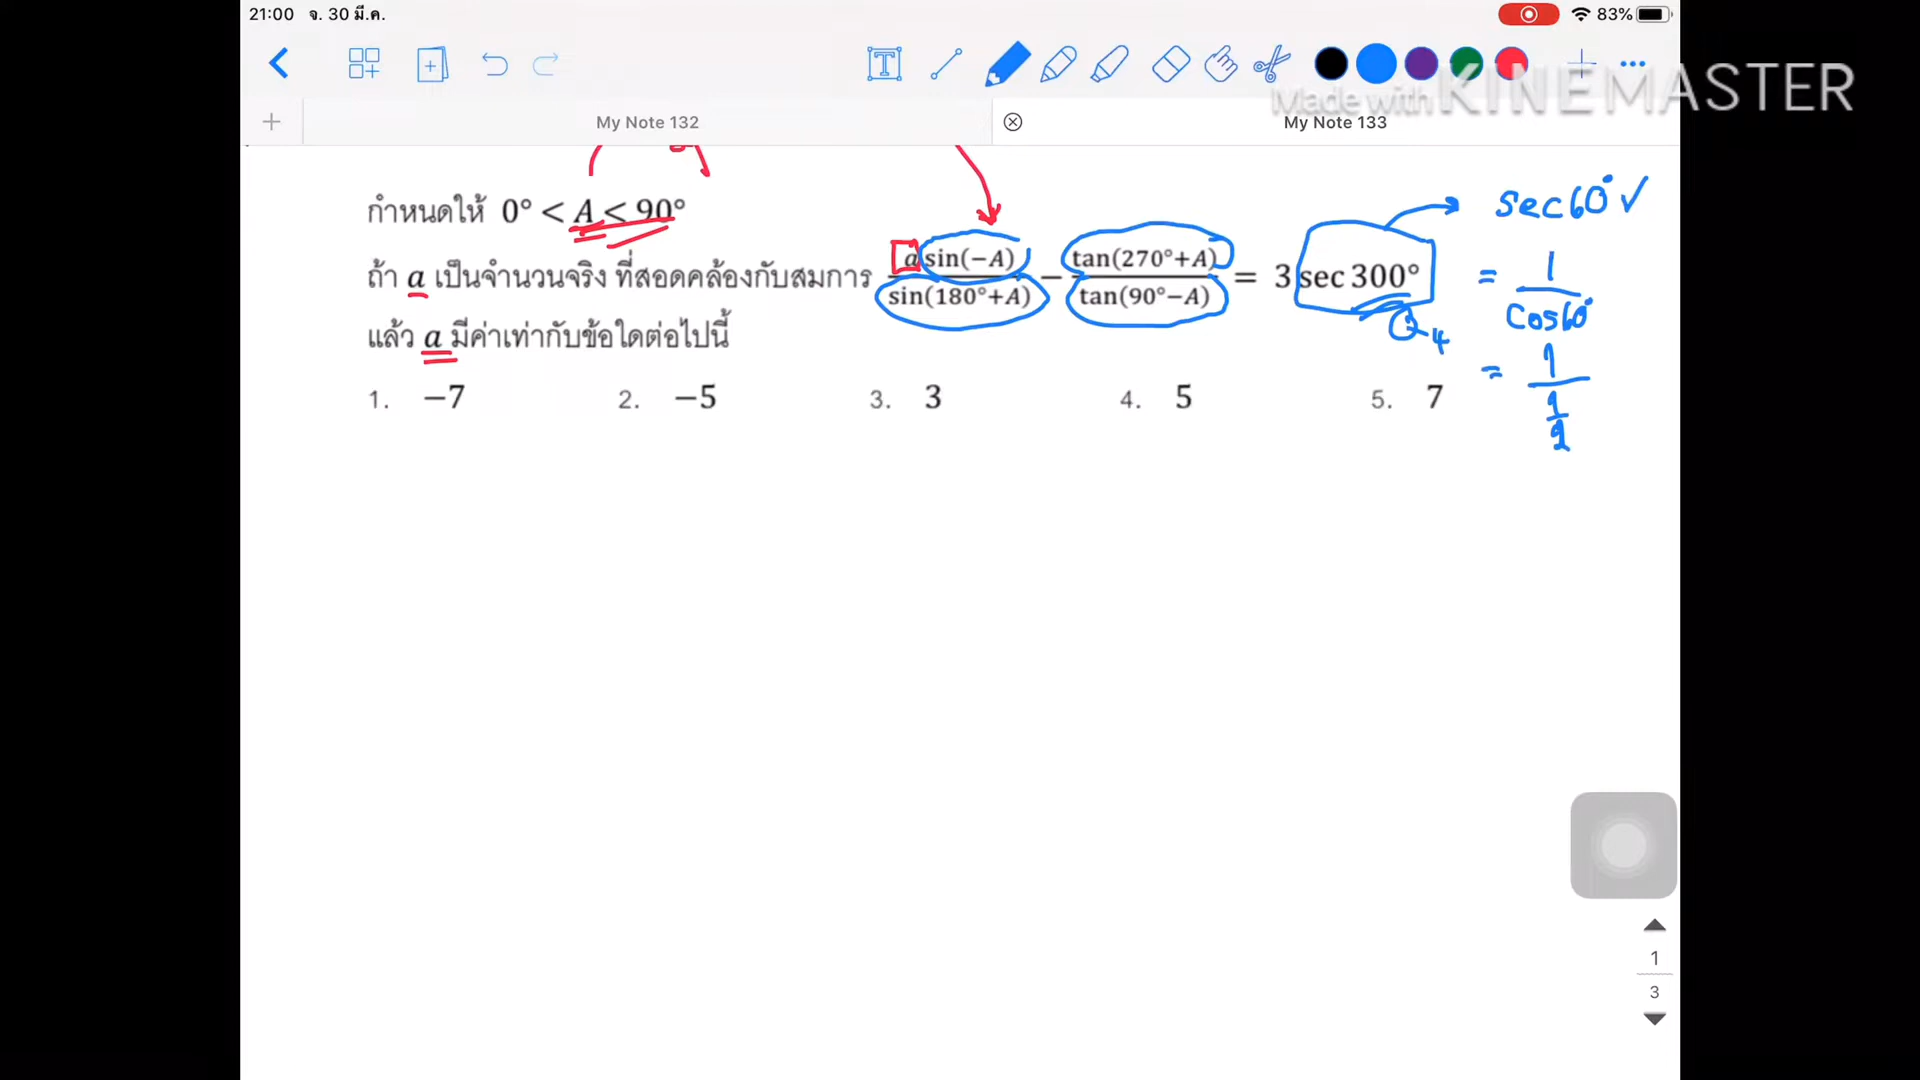 21:00 จ. 30 มี.ค. 83%
Made with KINEMASTER
My Note 132 My Note 133
กำหนดให้ 0° < A < 90°
ถ้า a เป็นจำนวนจริง ที่สอดคล้องกับสมการ a sin(−A) / sin(180°+A) − tan(270°+A) / tan(90°−A) = 3 sec 300°
แล้ว a มีค่าเท่ากับข้อใดต่อไปนี้
1. −7 2. −5 3. 3 4. 5 5. 7
Q4
sec60° ✓
= 1 / cos60°
= 1 / (1/2)
1
3